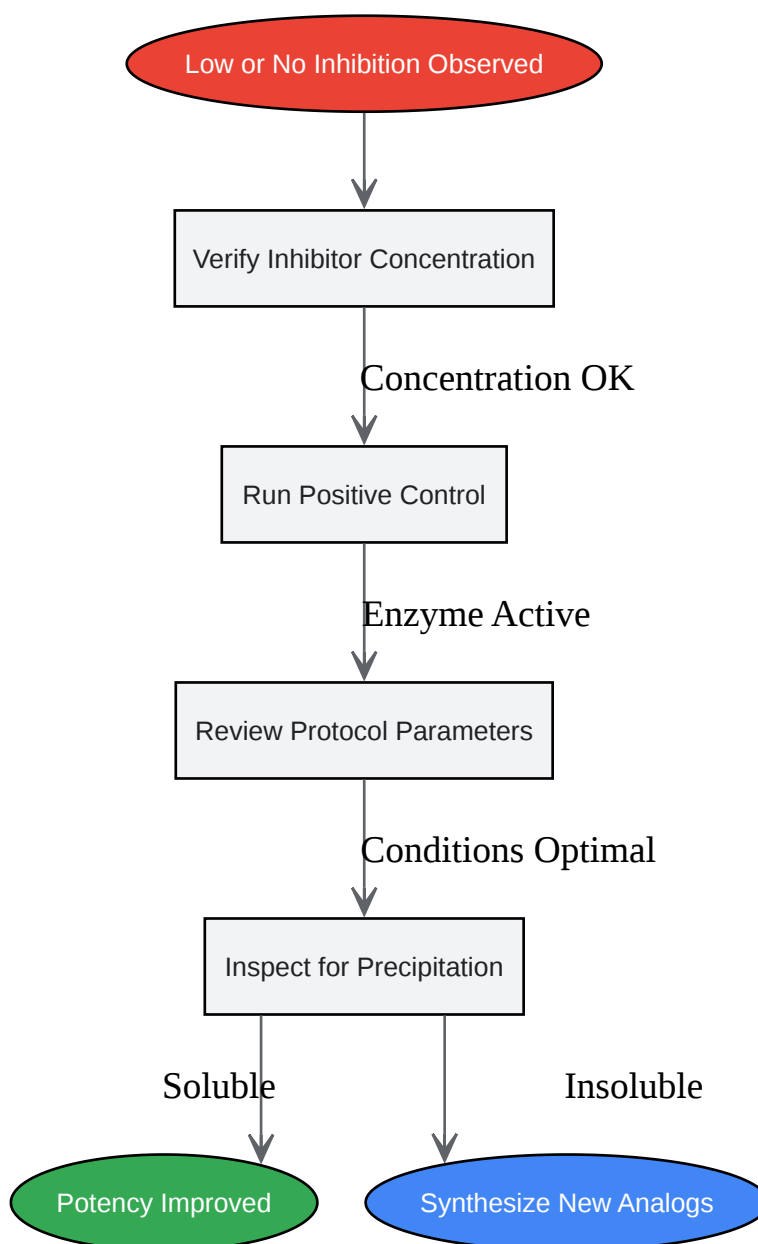 Low or No Inhibition Observed
Verify Inhibitor Concentration
Concentration OK
Run Positive Control
Enzyme Active
Review Protocol Parameters
Conditions Optimal
Inspect for Precipitation
Soluble
Insoluble
Potency Improved
Synthesize New Analogs